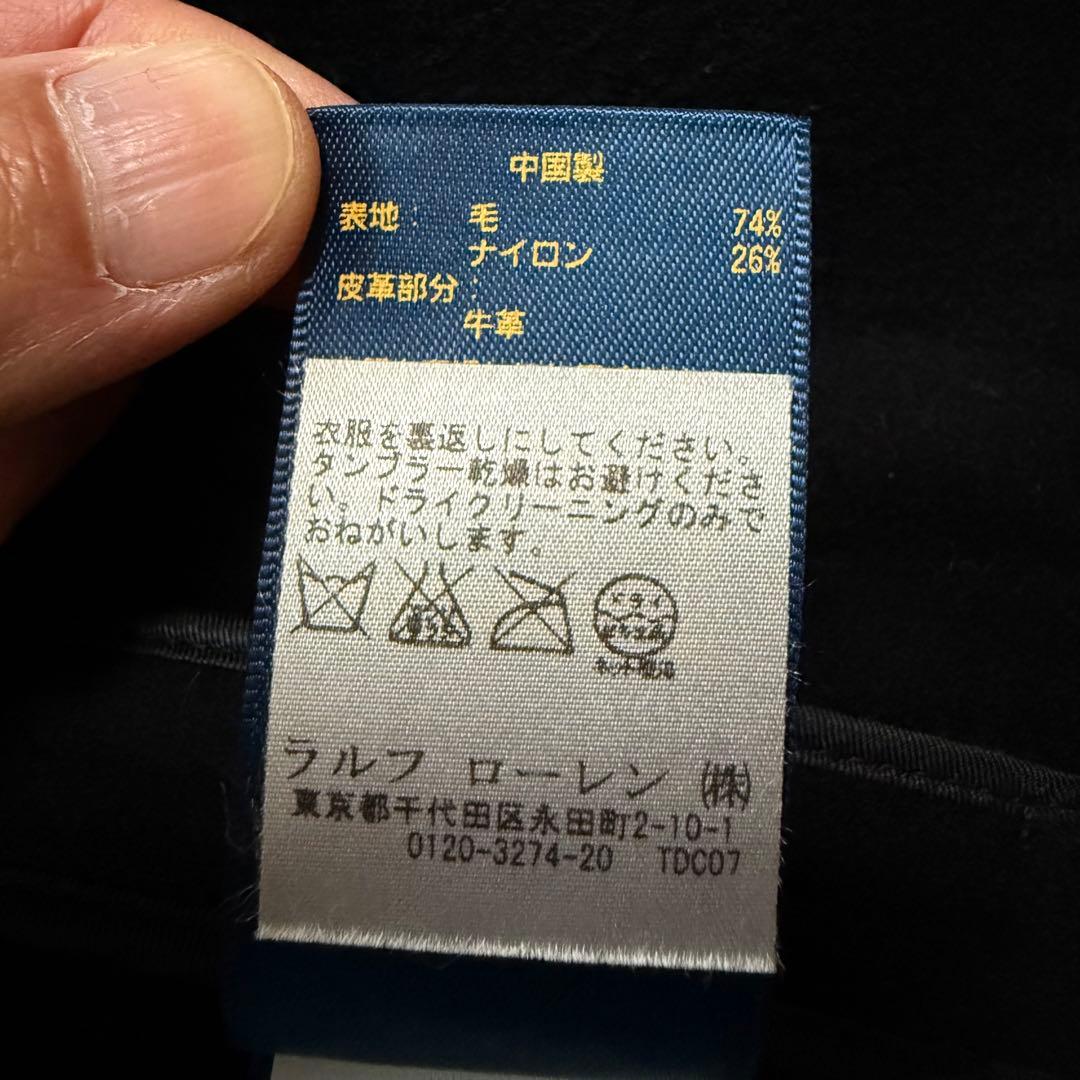 中国製
表地: 毛 74%
ナイロン 26%
皮革部分:
牛革
衣服を裏返しにしてください。
タンブラー乾燥はお避けくださ
い。ドライクリーニングのみで
おねがいします。
ラルフ ローレン ㈱
東京都千代田区永田町2-10-1
0120-3274-20 TDC07